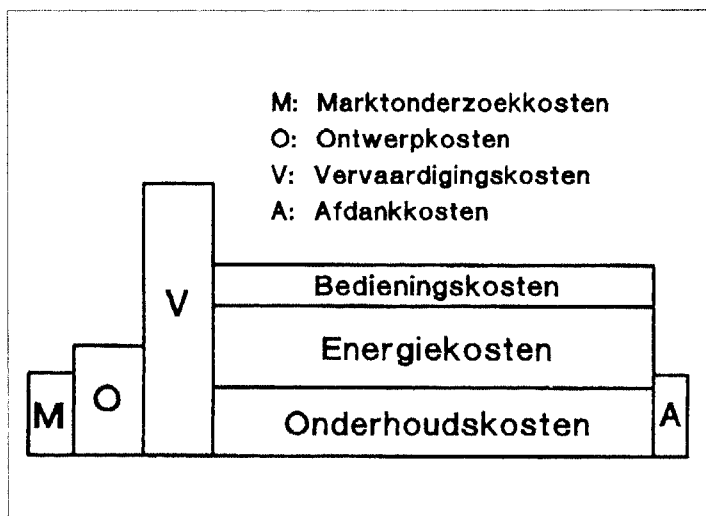 M: Marktonderzoekkosten
O: Ontwerpkosten
V: Vervaardigingskosten
A: Afdankkosten
Bedieningskosten
V
Energiekosten
M
O
Onderhoudskosten
A